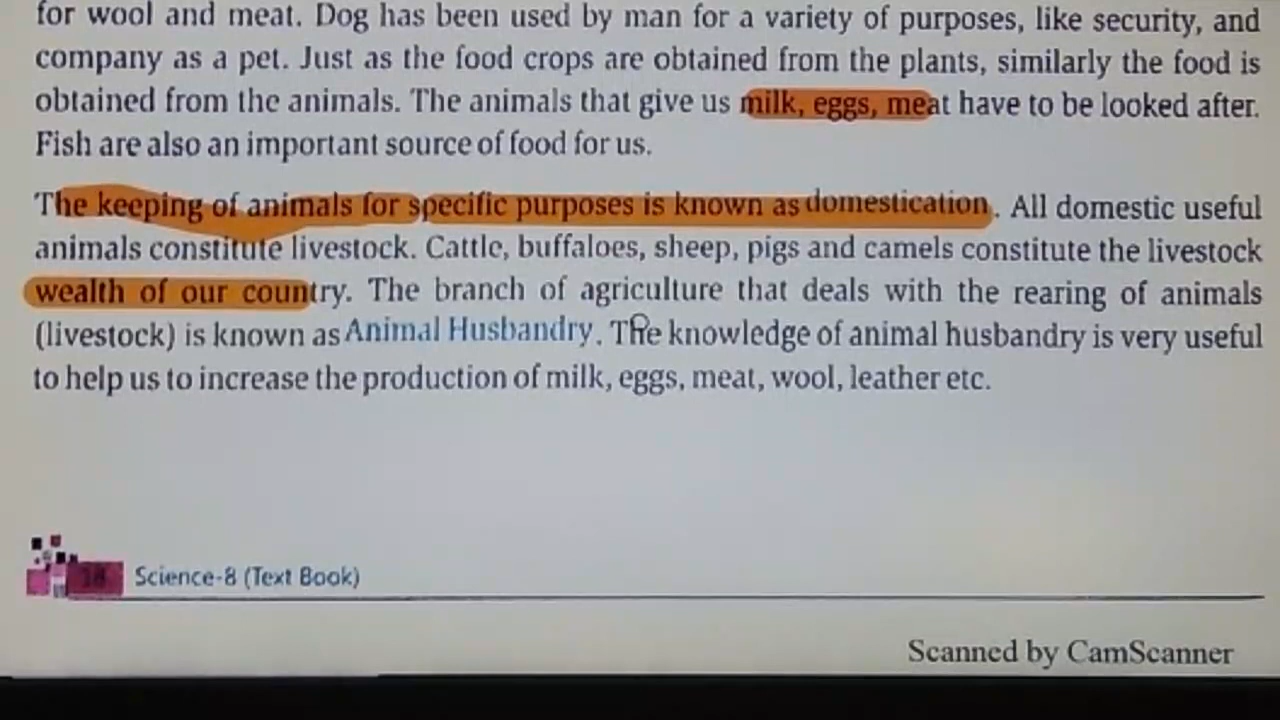 for wool and meat. Dog has been used by man for a variety of purposes, like security, and
company as a pet. Just as the food crops are obtained from the plants, similarly the food is
obtained from the animals. The animals that give us milk, eggs, meat have to be looked after.
Fish are also an important source of food for us.
The keeping of animals for specific purposes is known as domestication. All domestic useful
animals constitute livestock. Cattle, buffaloes, sheep, pigs and camels constitute the livestock
wealth of our country. The branch of agriculture that deals with the rearing of animals
(livestock) is known as Animal Husbandry. The knowledge of animal husbandry is very useful
to help us to increase the production of milk, eggs, meat, wool, leather etc.
18 Science-8 (Text Book)
Scanned by CamScanner